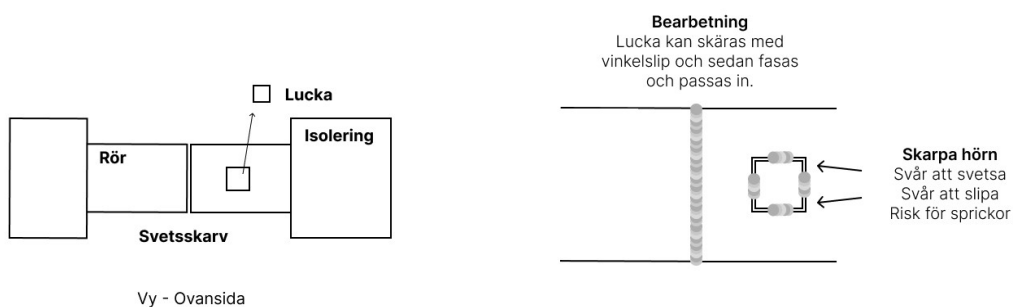 Lucka
Isolering
Rör
Svetsskarv
Vy - Ovansida
Bearbetning
Lucka kan skäras med
vinkelslip och sedan fasas
och passas in.
Skarpa hörn
Svår att svetsa
Svår att slipa
Risk för sprickor